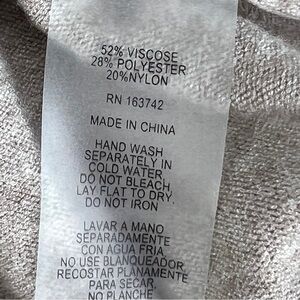 52% VISCOSE
28% POLYESTER
20%NYLON
RN 163742
MADE IN CHINA
HAND WASH
SEPARATELY IN
COLD WATER
DO NOT BLEACH,
LAY FLAT TO DRY.
DO NOT IRON
LAVAR A MANO
SEPARADAMENTE
CON AGUA FRIA,
NO USE BLANQUEADOR,
RECOSTAR PLANAMENTE
PARA SECAR,
NO PLANCHE